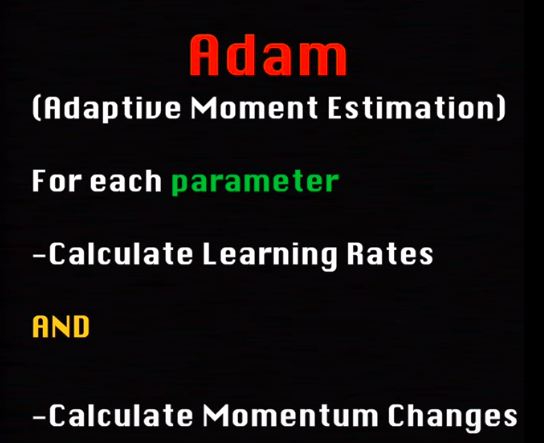 Adam
(Adaptive Moment Estimation)
For each parameter
-Calculate Learning Rates
AND
-Calculate Momentum Changes